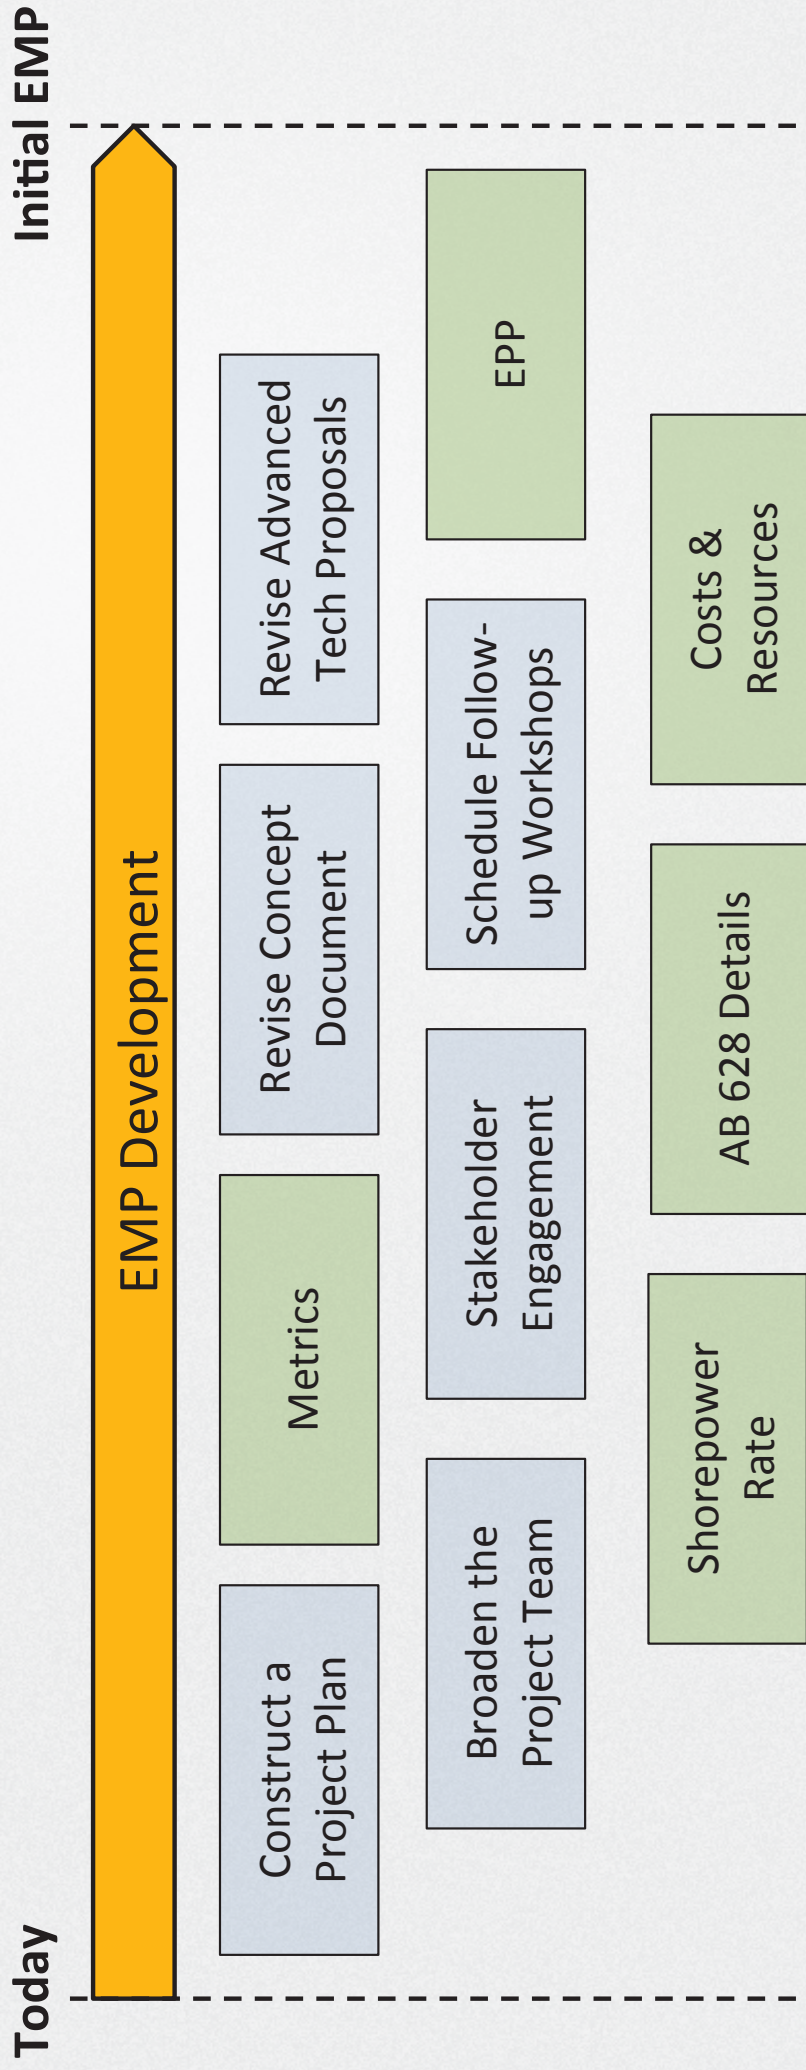 Today
Initial EMP
EMP Development
Construct a
Project Plan
Metrics
Revise Concept
Document
Revise Advanced
Tech Proposals
Broaden the
Project Team
Stakeholder
Engagement
Schedule Follow-
up Workshops
EPP
Shorepower
Rate
AB 628 Details
Costs &
Resources